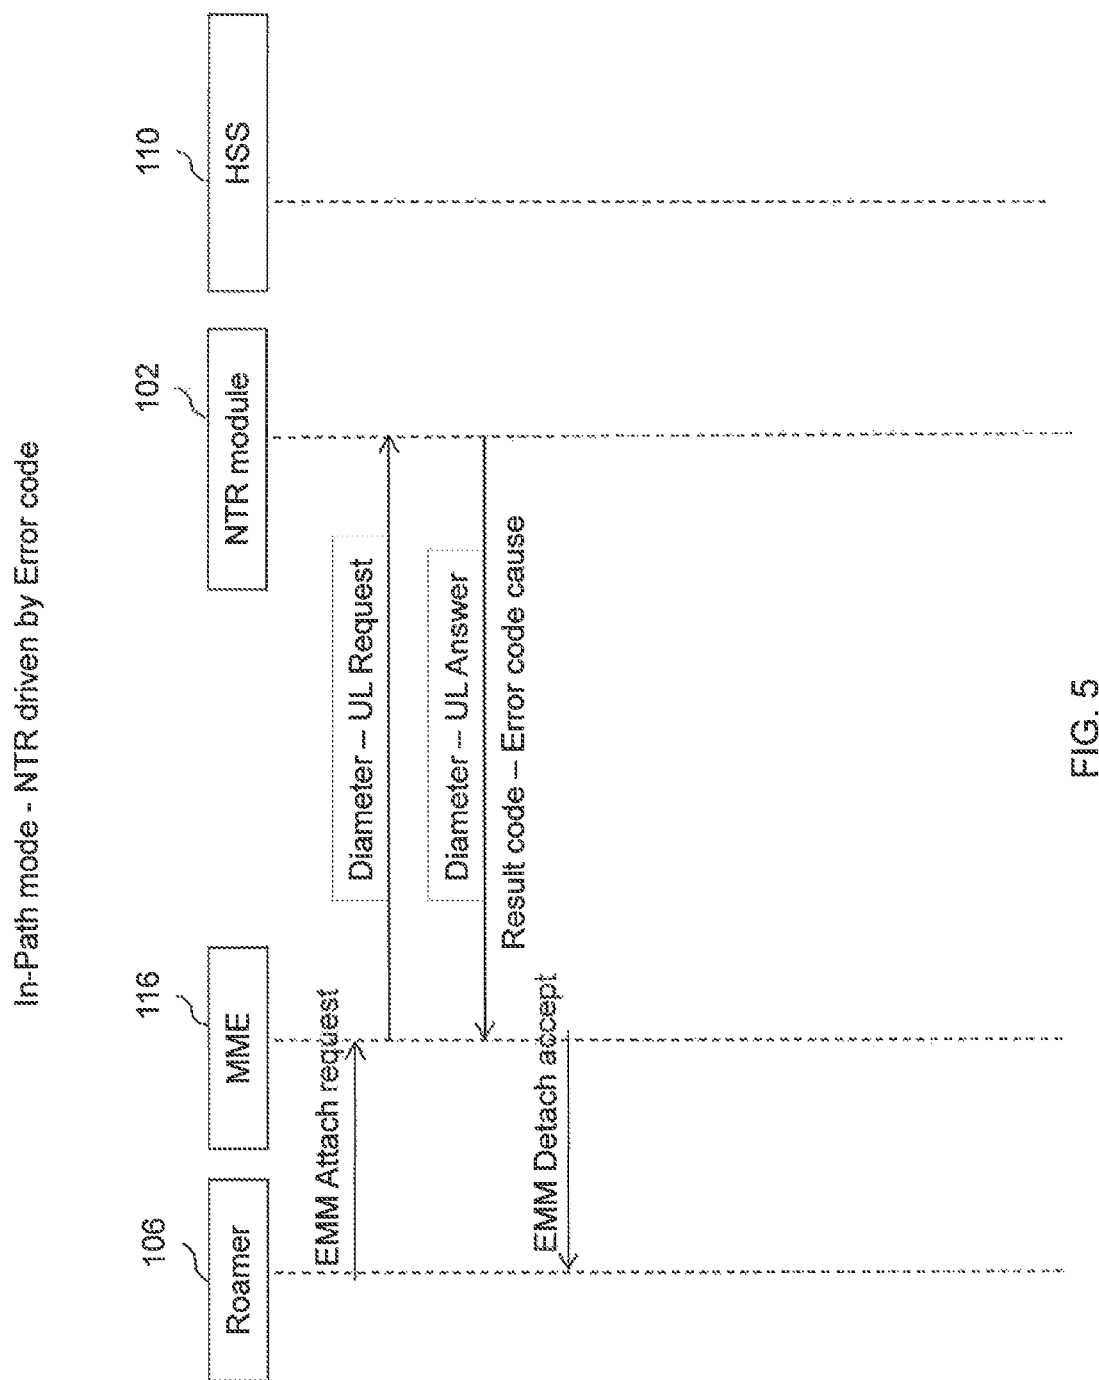 In-Path mode - NTR driven by Error code
106
116
102
110
Roamer
MME
NTR module
HSS
EMM Attach request
Diameter – UL Request
Diameter – UL Answer
Result code – Error code cause
EMM Detach accept
FIG. 5